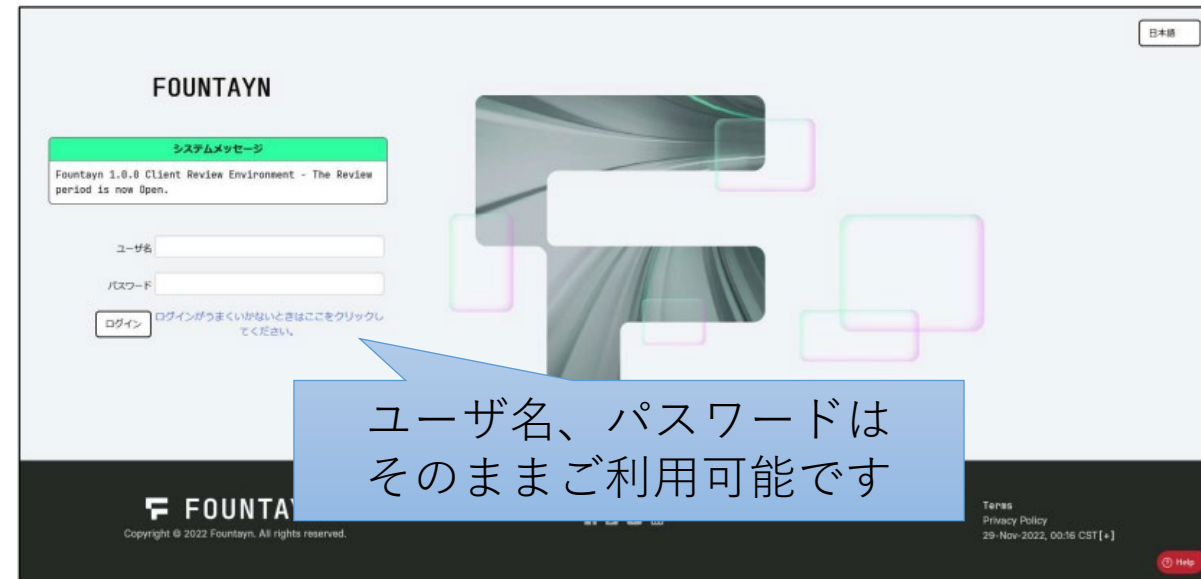 日本語
FOUNTAYN
システムメッセージ
Fountayn 1.0.0 Client Review Environment - The Review
period is now Open.
ユーザ名
パスワード
ログイン
ログインがうまくいかないときはここをクリックし
てください。
ユーザ名、パスワードは
そのままご利用可能です
FOUNTAY
Copyright © 2022 Fountayn. All rights reserved.
Terms
Privacy Policy
29-Nov-2022, 00:16 CST[+]
Help